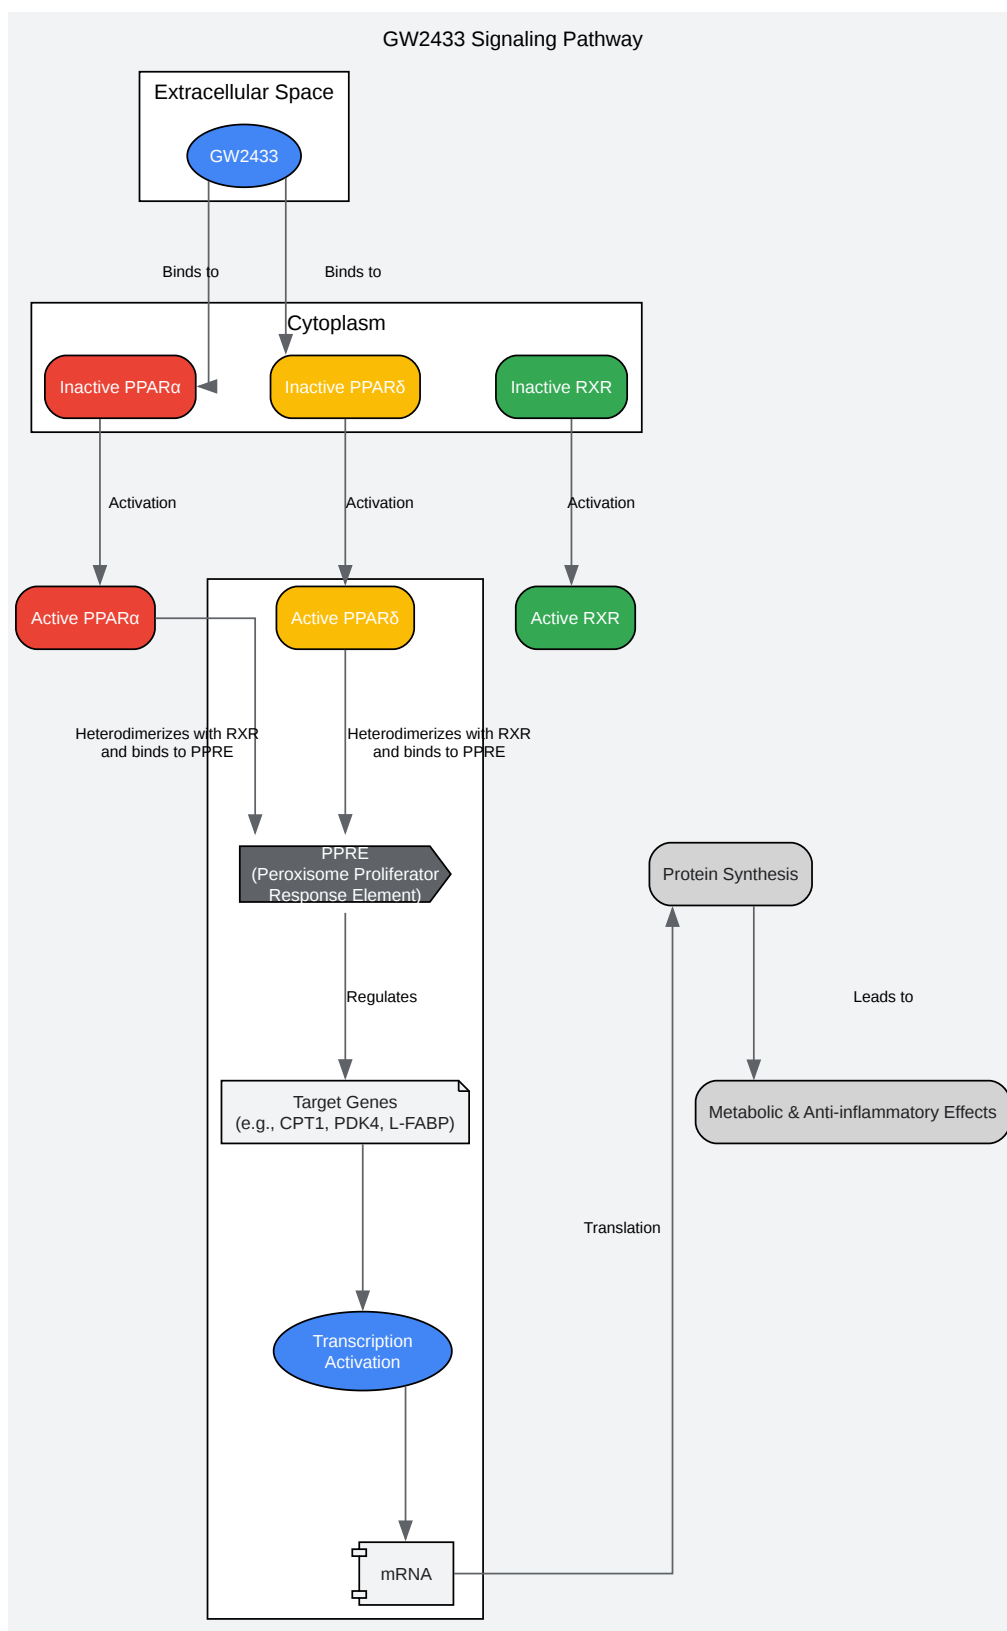 GW2433 Signaling Pathway
Extracellular Space
GW2433
Binds to
Binds to
Cytoplasm
Inactive PPARα
Inactive PPARδ
Inactive RXR
Activation
Activation
Activation
Active PPARα
Active PPARδ
Active RXR
Heterodimerizes with RXR
and binds to PPRE
Heterodimerizes with RXR
and binds to PPRE
PPRE
(Peroxisome Proliferator
Response Element)
Protein Synthesis
Regulates
Leads to
Target Genes
(e.g., CPT1, PDK4, L-FABP)
Metabolic & Anti-inflammatory Effects
Translation
Transcription
Activation
mRNA